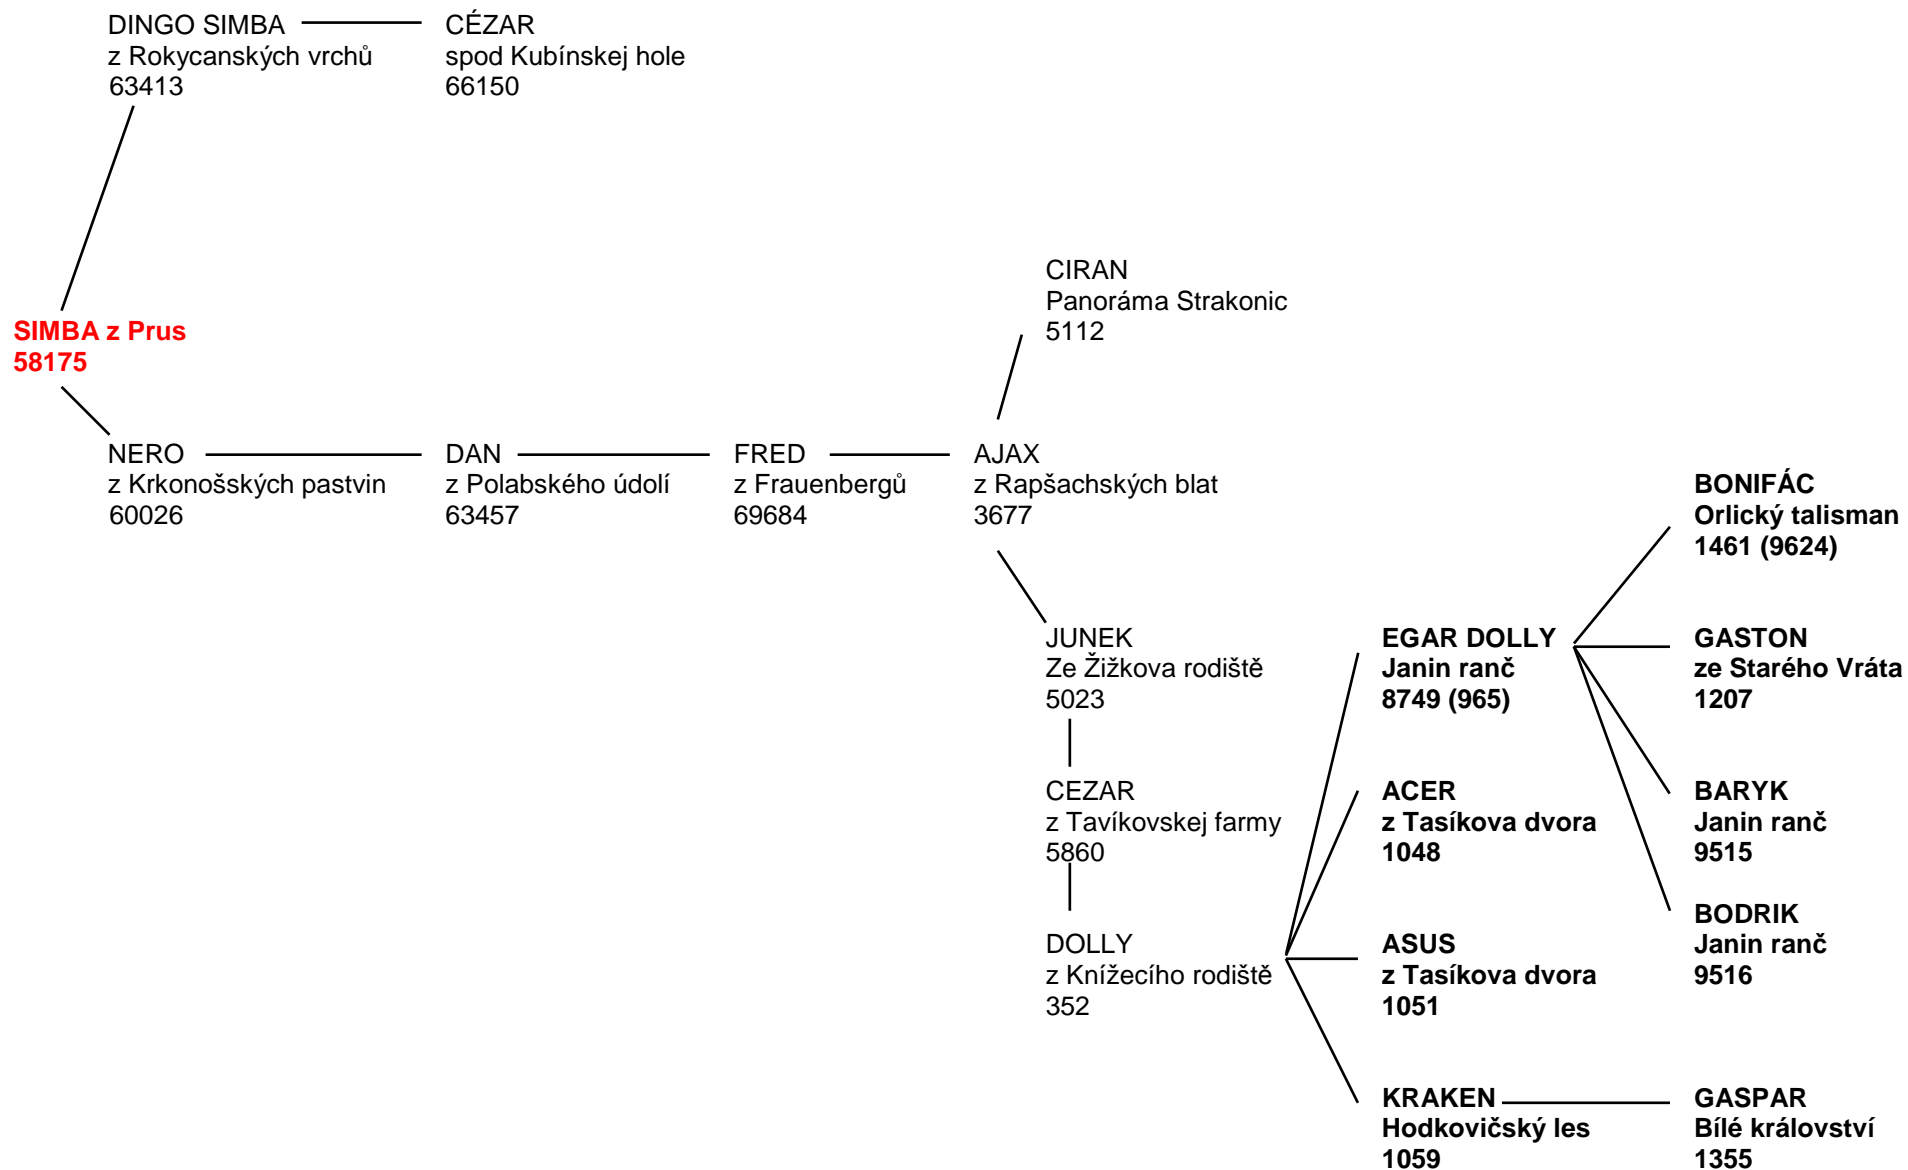 DINGO SIMBA
z Rokycanských vrchů
63413
CÉZAR
spod Kubínskej hole
66150
SIMBA z Prus
58175
NERO
z Krkonošských pastvin
60026
DAN
z Polabského údolí
63457
FRED
z Frauenbergů
69684
AJAX
z Rapšachských blat
3677
CIRAN
Panoráma Strakonic
5112
JUNEK
Ze Žižkova rodiště
5023
CEZAR
z Tavíkovskej farmy
5860
DOLLY
z Knížecího rodiště
352
EGAR DOLLY
Janin ranč
8749 (965)
ACER
z Tasíkova dvora
1048
ASUS
z Tasíkova dvora
1051
KRAKEN
Hodkovičský les
1059
BONIFÁC
Orlický talisman
1461 (9624)
GASTON
ze Starého Vráta
1207
BARYK
Janin ranč
9515
BODRIK
Janin ranč
9516
GASPAR
Bílé království
1355